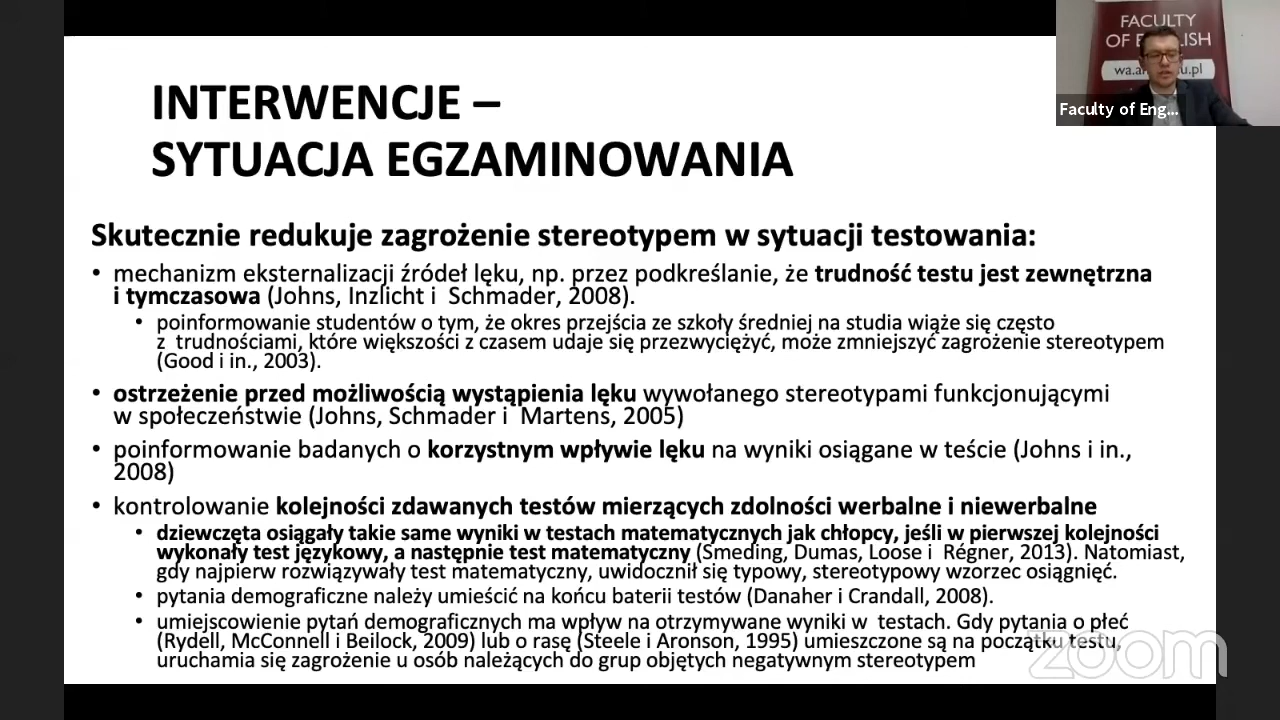 FACULTY
OF ENGLISH
Faculty of Eng...
INTERWENCJE –
SYTUACJA EGZAMINOWANIA
Skutecznie redukuje zagrożenie stereotypem w sytuacji testowania:
• mechanizm eksternalizacji źródeł lęku, np. przez podkreślanie, że trudność testu jest zewnętrzna
i tymczasowa (Johns, Inzlicht i Schmader, 2008).
• poinformowanie studentów o tym, że okres przejścia ze szkoły średniej na studia wiąże się często
z trudnościami, które większości z czasem udaje się przezwyciężyć, może zmniejszyć zagrożenie stereotypem
(Good i in., 2003).
• ostrzeżenie przed możliwością wystąpienia lęku wywołanego stereotypami funkcjonującymi
w społeczeństwie (Johns, Schmader i Martens, 2005)
• poinformowanie badanych o korzystnym wpływie lęku na wyniki osiągane w teście (Johns i in.,
2008)
• kontrolowanie kolejności zdawanych testów mierzących zdolności werbalne i niewerbalne
• dziewczęta osiągały takie same wyniki w testach matematycznych jak chłopcy, jeśli w pierwszej kolejności
wykonały test językowy, a następnie test matematyczny (Smeding, Dumas, Loose i Régner, 2013). Natomiast,
gdy najpierw rozwiązywały test matematyczny, uwidocznił się typowy, stereotypowy wzorzec osiągnięć.
• pytania demograficzne należy umieścić na końcu baterii testów (Danaher i Crandall, 2008).
• umiejscowienie pytań demograficznych ma wpływ na otrzymywane wyniki w testach. Gdy pytania o płeć
(Rydell, McConnell i Beilock, 2009) lub o rasę (Steele i Aronson, 1995) umieszczone są na początku testu,
uruchamia się zagrożenie u osób należących do grup objętych negatywnym stereotypem
zoom